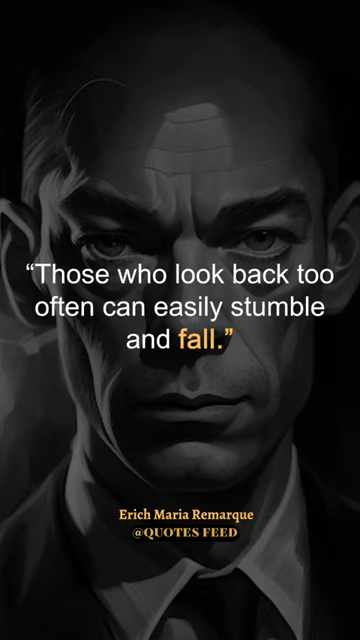 “Those who look back too
often can easily stumble
and fall.”
Erich Maria Remarque
@QUOTES FEED